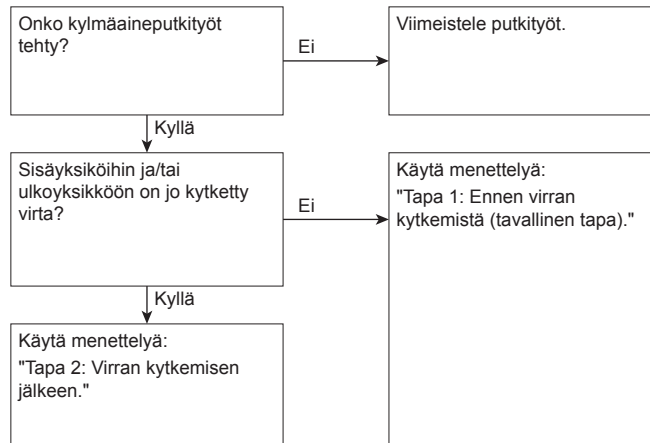 Onko kylmäaineputkityöt
tehty?
Ei
Viimeistele putkityöt.
Kyllä
Sisäyksiköihin ja/tai
ulkoyksikköön on jo kytketty
virta?
Ei
Käytä menettelyä:
"Tapa 1: Ennen virran
kytkemistä (tavallinen tapa)."
Kyllä
Käytä menettelyä:
"Tapa 2: Virran kytkemisen
jälkeen."